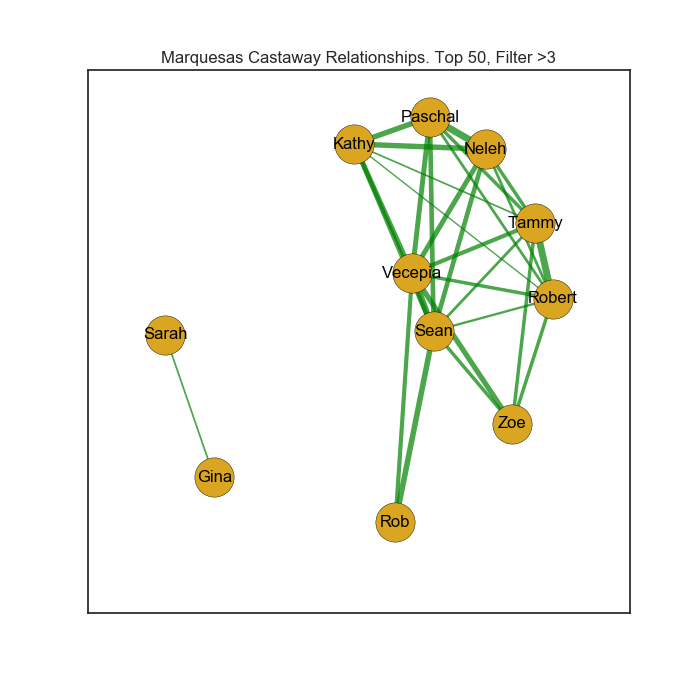 Marquesas Castaway Relationships. Top 50, Filter >3
Paschal
Kathy
Neleh
Tammy
Vecepia
Robert
Sean
Sarah
Zoe
Gina
Rob